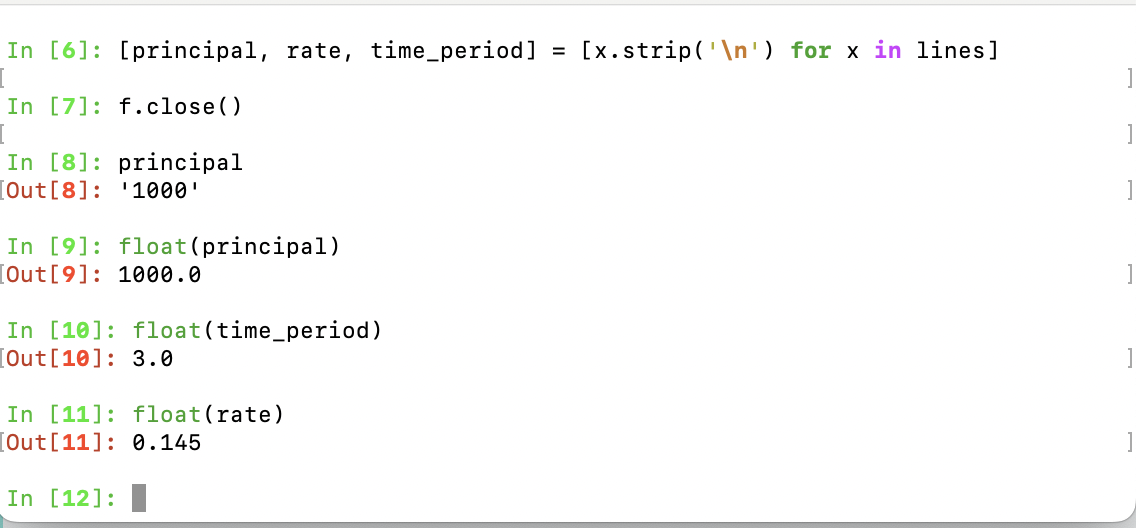 In [6]: [principal, rate, time_period] = [x.strip('\n') for x in lines]
[ ]
In [7]: f.close()
[ ]
In [8]: principal
[Out[8]: '1000' ]
In [9]: float(principal)
[Out[9]: 1000.0 ]
In [10]: float(time_period)
[Out[10]: 3.0 ]
In [11]: float(rate)
[Out[11]: 0.145 ]
In [12]: